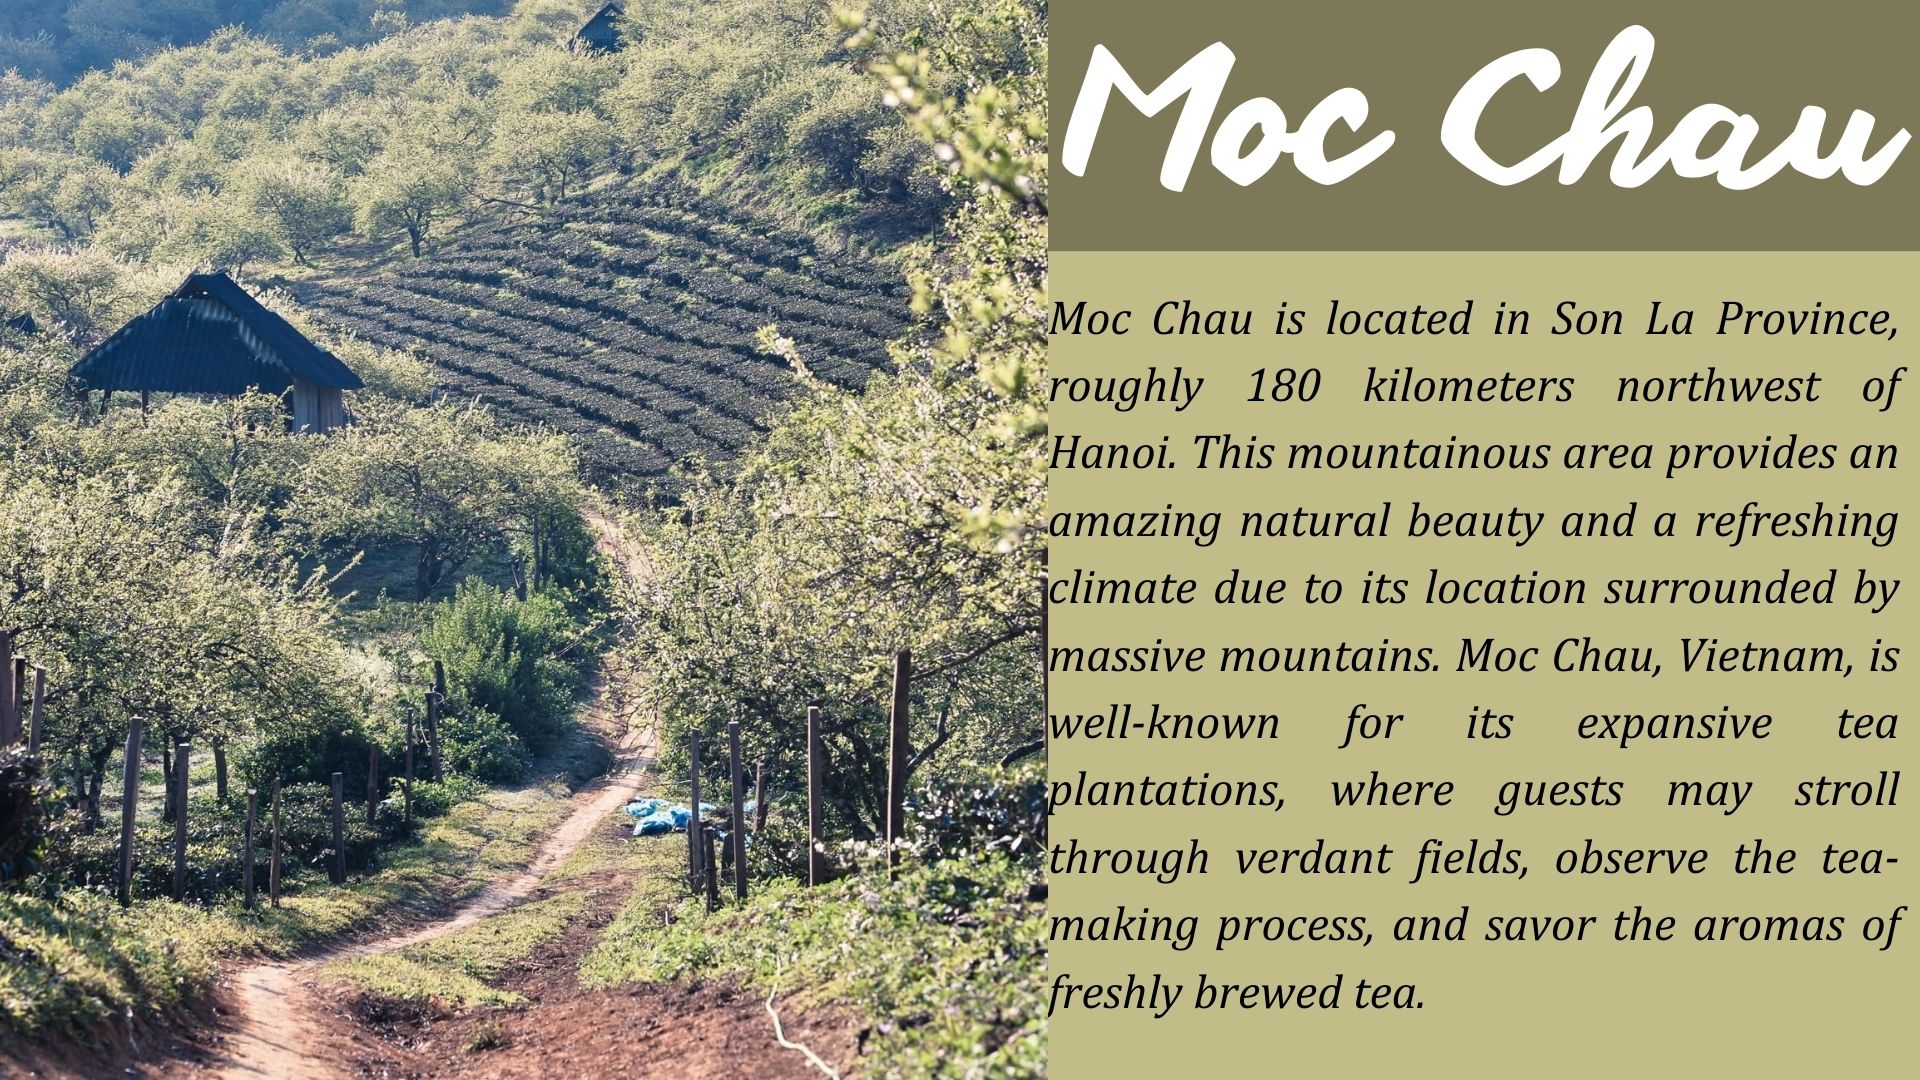 Moc Chau
Moc Chau is located in Son La Province,
roughly 180 kilometers northwest of
Hanoi. This mountainous area provides an
amazing natural beauty and a refreshing
climate due to its location surrounded by
massive mountains. Moc Chau, Vietnam, is
well-known for its expansive tea
plantations, where guests may stroll
through verdant fields, observe the tea-
making process, and savor the aromas of
freshly brewed tea.